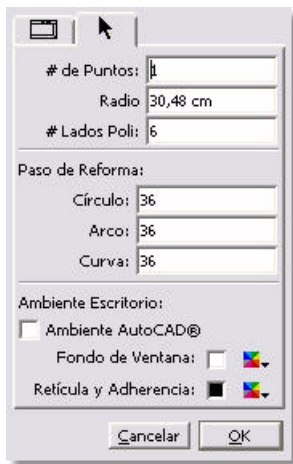 # de Puntos: 1
Radio 30,48 cm
# Lados Poli: 6
Paso de Reforma:
Círculo: 36
Arco: 36
Curva: 36
Ambiente Escritorio:
Ambiente AutoCAD®
Fondo de Ventana:
Retícula y Adherencia:
Cancelar OK